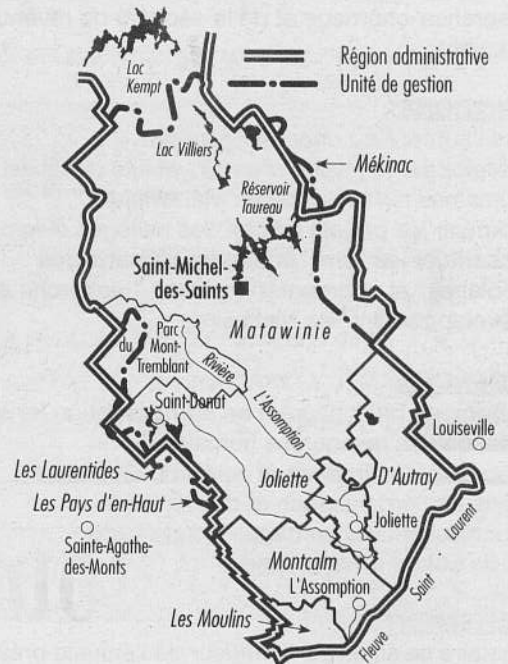 Région administrative
Unité de gestion
Lac
Kempt
Lac Villiers
Mékinac
Réservoir
Taureau
Saint-Michel-
des-Saints
Matawinie
Parc
du Mont-
Tremblant
Rivière
L'Assomption
Saint-Donat
Louiseville
Les Laurentides
Joliette
D'Autray
Les Pays d'en-Haut
Joliette
Sainte-Agathe-
des-Monts
Montcalm
L'Assomption
Les Moulins
Fleuve
Saint
Laurent